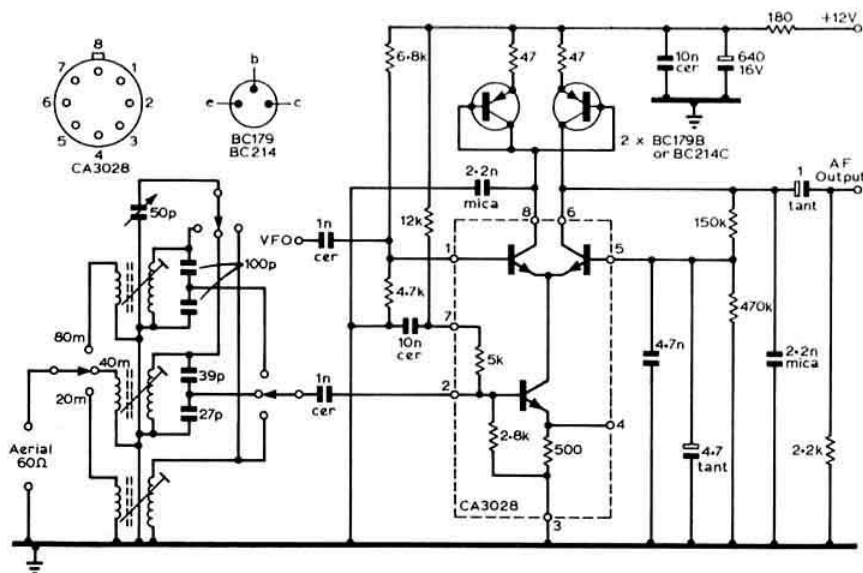 180
+12V
8
7
1
6
2
5
3
4
CA3028
b
e
c
BC179
BC214
6·8k
47
47
10n
cer
640
16V
2 x BC179B
or BC214C
50p
2·2n
mica
12k
8
6
1
tant
AF
Output
150k
VFO
1n
cer
100p
1
5
4·7k
470k
7
80m
10n
cer
5k
4·7n
2·2n
mica
40m
39p
1n
cer
2
20m
27p
4
2·8k
500
4·7
tant
2·2k
Aerial
60Ω
CA3028
3